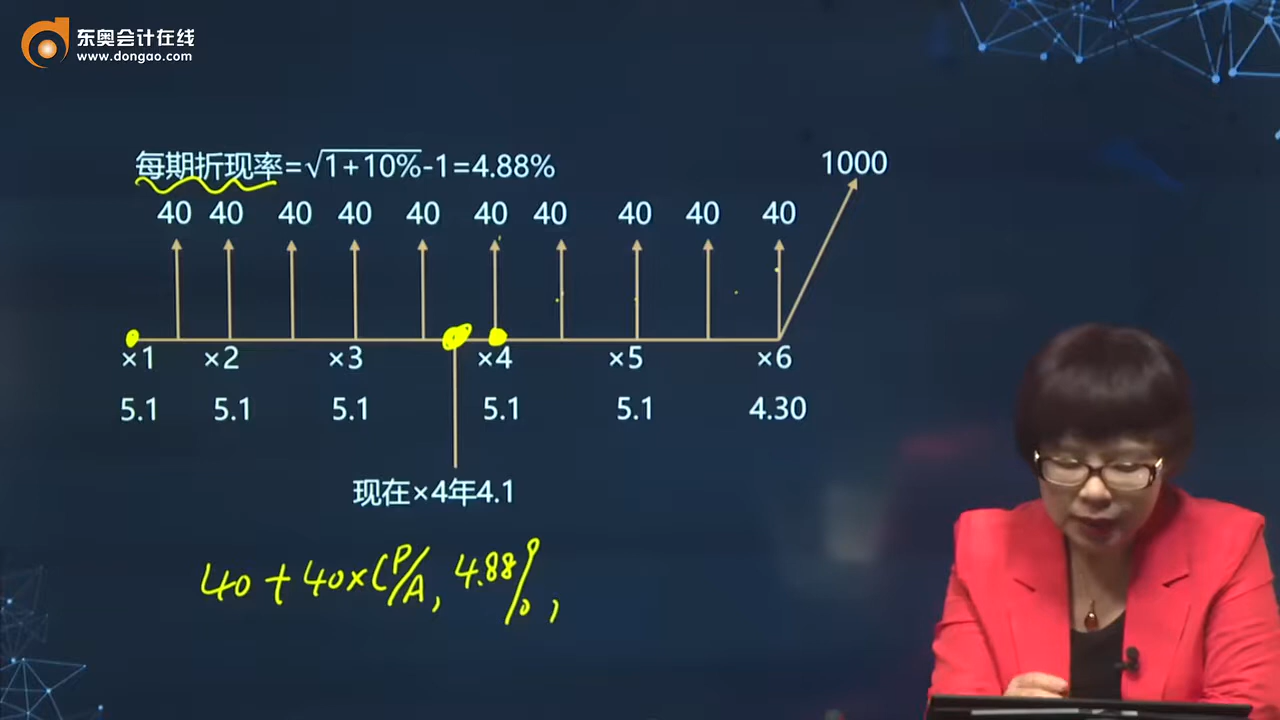 东奥会计在线
www.dongao.com
每期折现率=√1+10%-1=4.88%
1000
40 40 40 40 40 40 40 40 40 40
×1 ×2 ×3 ×4 ×5 ×6
5.1 5.1 5.1 5.1 5.1 4.30
现在×4年4.1
40+40×(P/A, 4.88%,